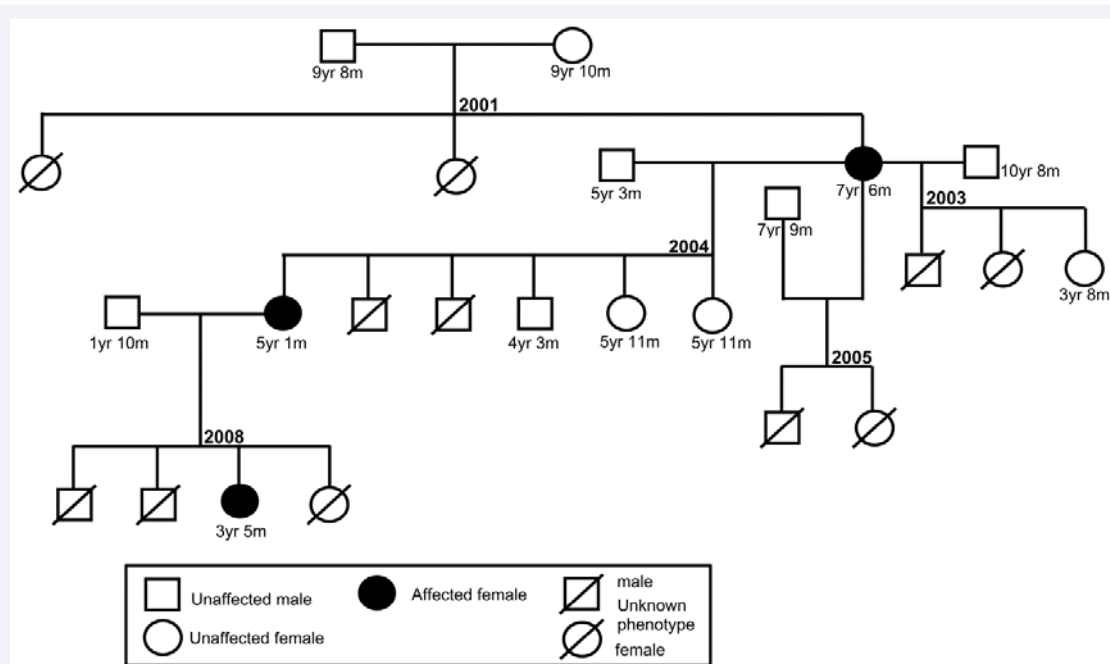 9yr 8m
9yr 10m
2001
5yr 3m
7yr 6m
10yr 8m
7yr 9m
2003
2004
3yr 8m
1yr 10m
5yr 1m
4yr 3m
5yr 11m
5yr 11m
2005
2008
3yr 5m
Unaffected male
Affected female
male
Unknown
phenotype
Unaffected female
female